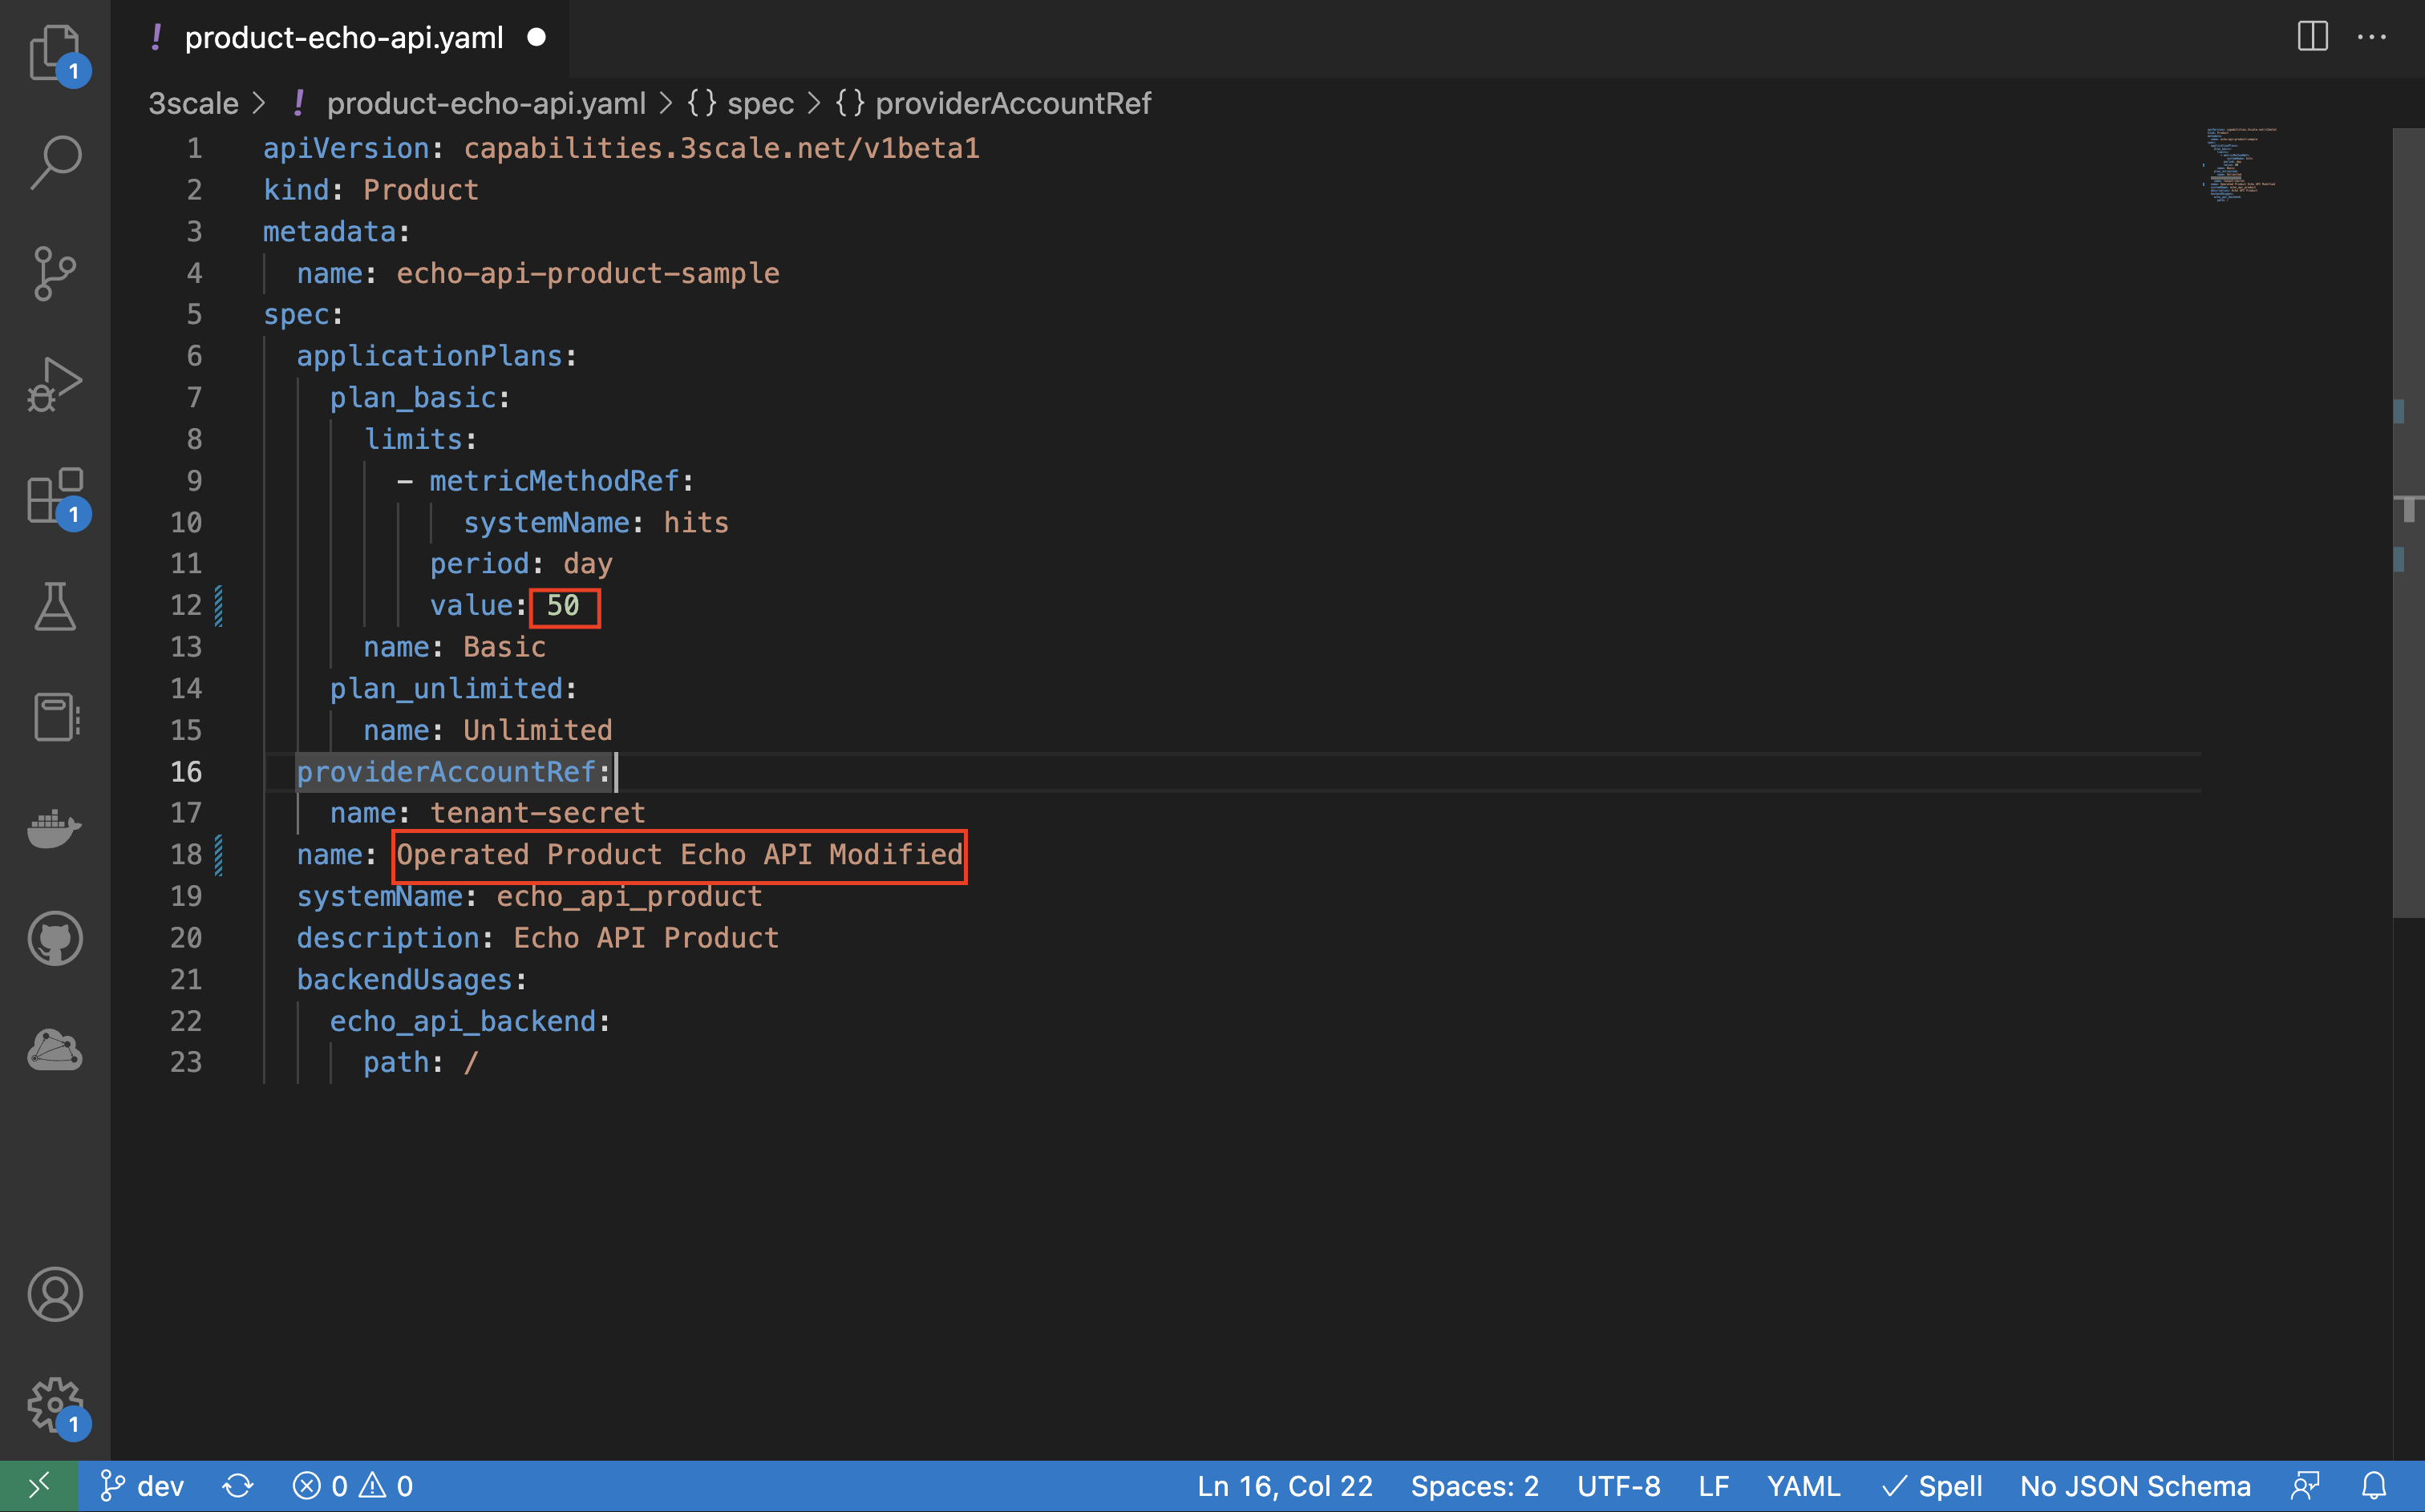 ! product-echo-api.yaml
3scale > ! product-echo-api.yaml > {} spec > {} providerAccountRef
1 apiVersion: capabilities.3scale.net/v1beta1
2 kind: Product
3 metadata:
4   name: echo-api-product-sample
5 spec:
6   applicationPlans:
7     plan_basic:
8       limits:
9         - metricMethodRef:
10             systemName: hits
11           period: day
12           value: 50
13       name: Basic
14     plan_unlimited:
15       name: Unlimited
16   providerAccountRef:
17     name: tenant-secret
18   name: Operated Product Echo API Modified
19   systemName: echo_api_product
20   description: Echo API Product
21   backendUsages:
22     echo_api_backend:
23       path: /
1
1
1
dev 0 0 Ln 16, Col 22 Spaces: 2 UTF-8 LF YAML Spell No JSON Schema